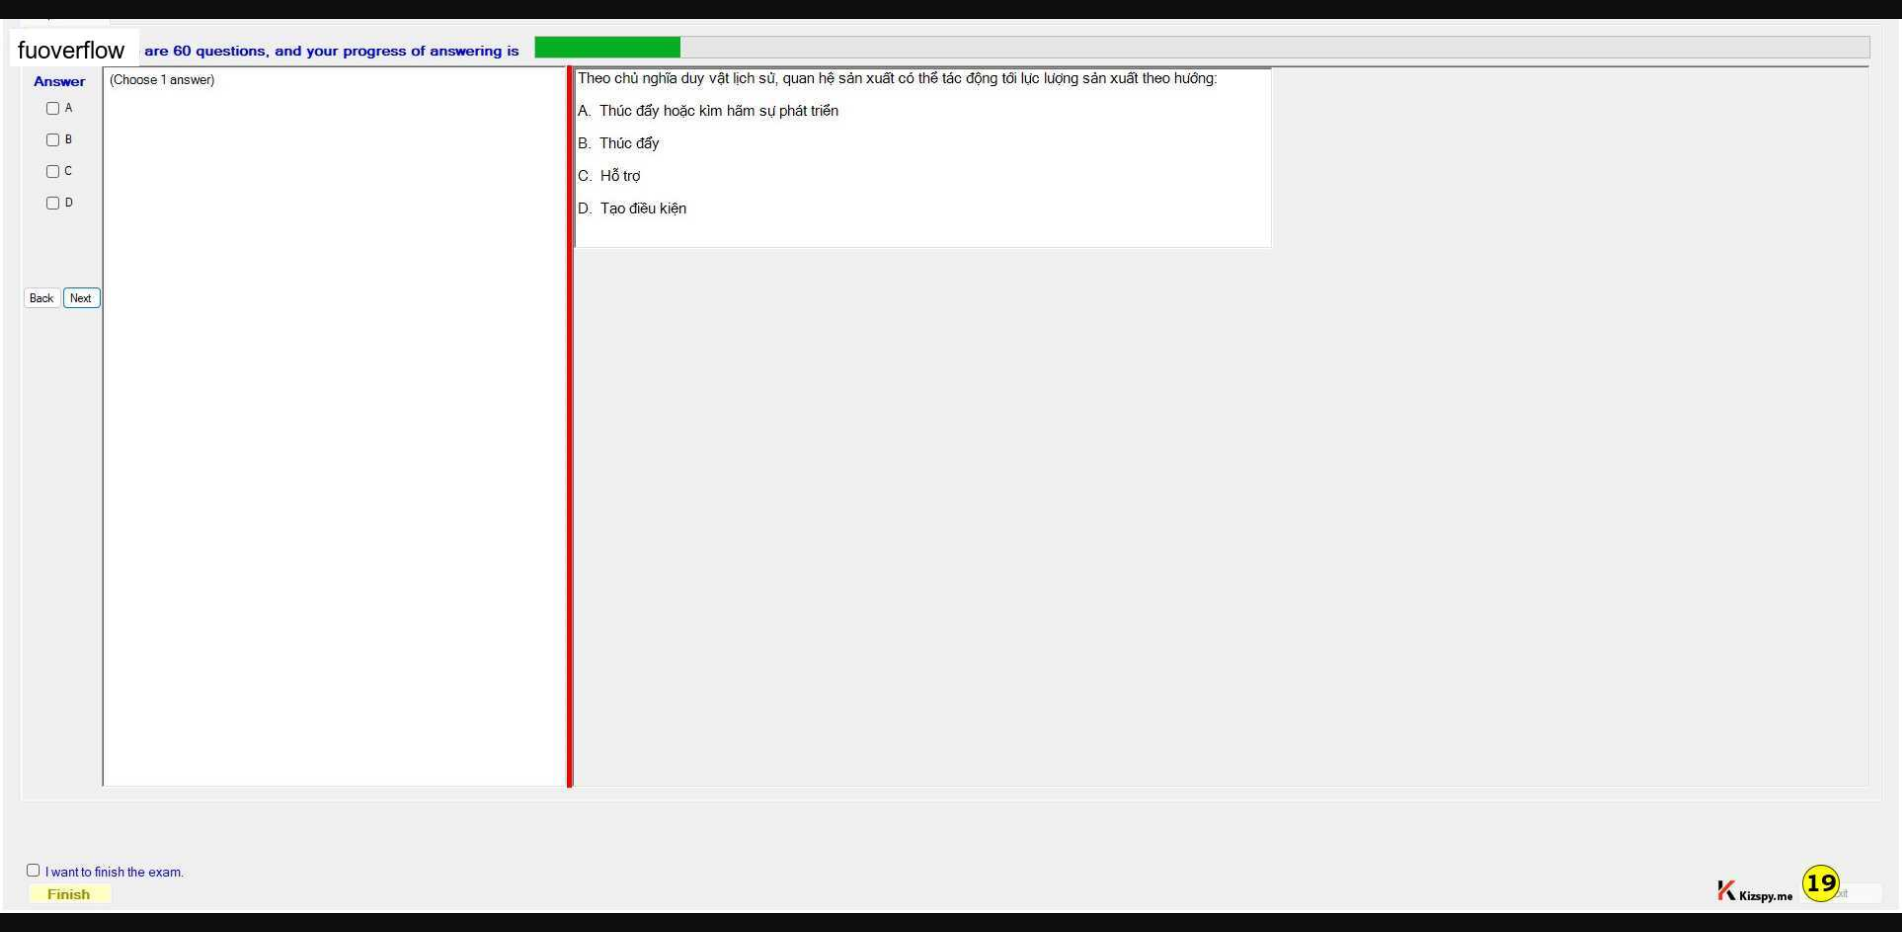 fuoverflow are 60 questions, and your progress of answering is
Answer
(Choose 1 answer)
A
B
C
D
Back Next
Theo chủ nghĩa duy vật lịch sử, quan hệ sản xuất có thể tác động tới lực lượng sản xuất theo hướng:
A. Thúc đẩy hoặc kìm hãm sự phát triển
B. Thúc đẩy
C. Hỗ trợ
D. Tạo điều kiện
I want to finish the exam.
Finish
Kizspy.me
19